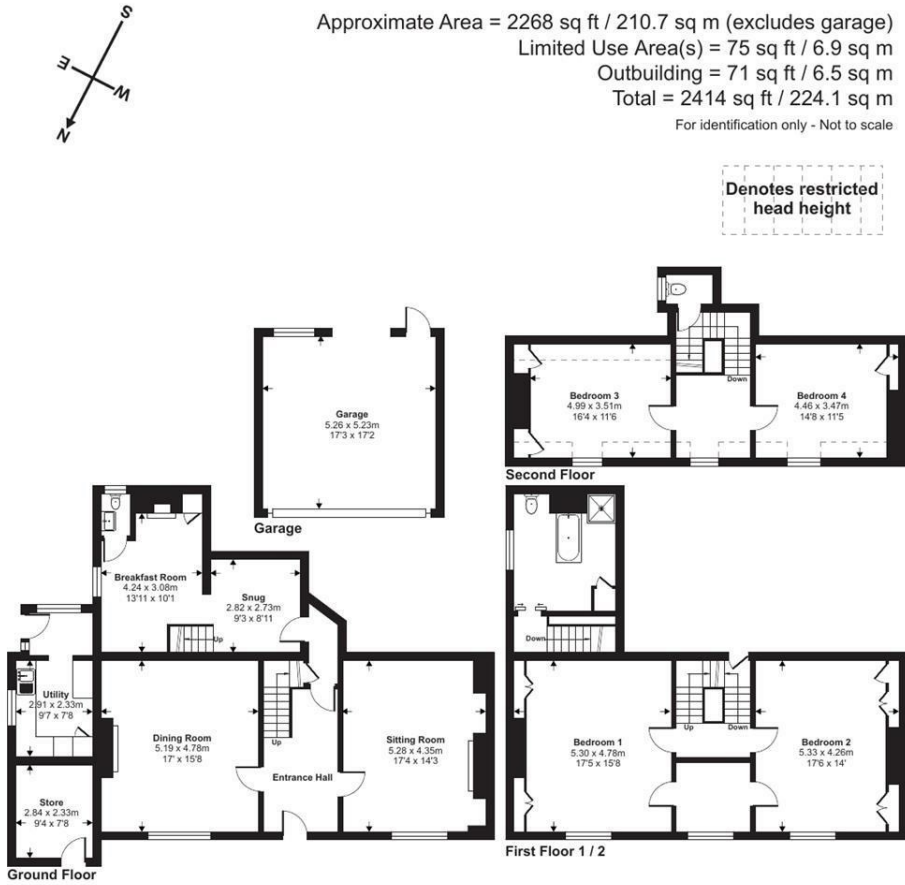 S
E
W
N
Approximate Area = 2268 sq ft / 210.7 sq m (excludes garage)
Limited Use Area(s) = 75 sq ft / 6.9 sq m
Outbuilding = 71 sq ft / 6.5 sq m
Total = 2414 sq ft / 224.1 sq m
For identification only - Not to scale
Denotes restricted
head height
Garage
5.26 x 5.23m
17'3 x 17'2
Garage
Down
Bedroom 3
4.99 x 3.51m
16'4 x 11'6
Bedroom 4
4.46 x 3.47m
14'8 x 11'5
Second Floor
Breakfast Room
4.24 x 3.08m
13'11 x 10'1
Snug
2.82 x 2.73m
9'3 x 8'11
Up
Utility
2.91 x 2.33m
9'7 x 7'8
Dining Room
5.19 x 4.78m
17' x 15'8
Up
Entrance Hall
Sitting Room
5.28 x 4.35m
17'4 x 14'3
Store
2.84 x 2.33m
9'4 x 7'8
Ground Floor
Down
Up
Down
Bedroom 1
5.30 x 4.78m
17'5 x 15'8
Bedroom 2
5.33 x 4.26m
17'6 x 14'
First Floor 1 / 2